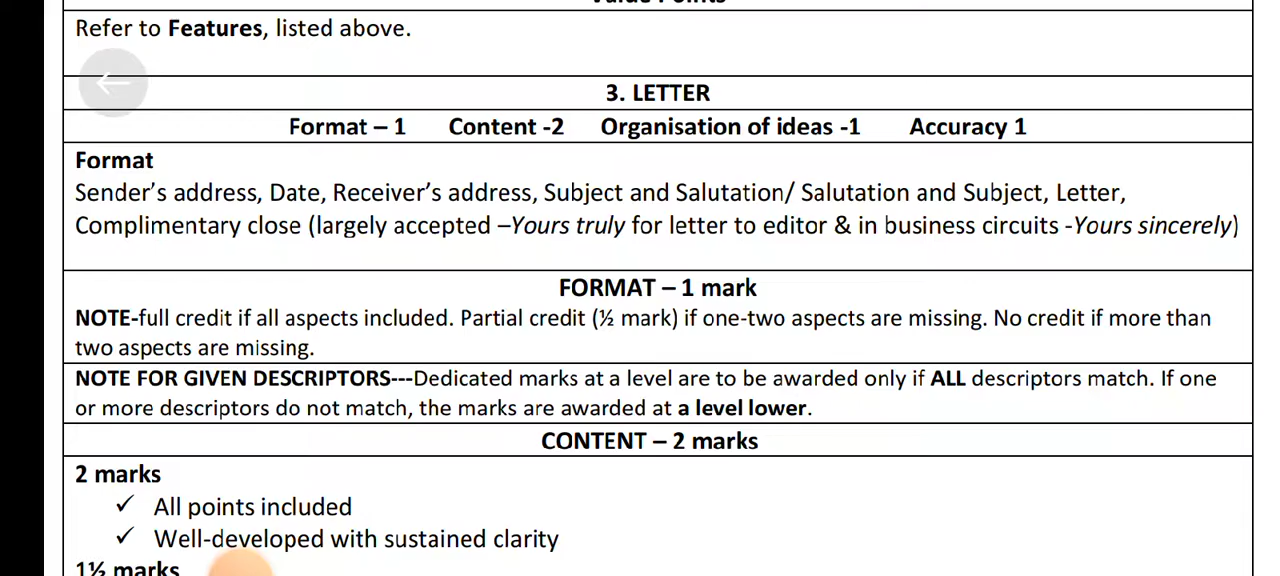 Value Points
Refer to Features, listed above.
3. LETTER
Format – 1 Content -2 Organisation of ideas -1 Accuracy 1
Format
Sender’s address, Date, Receiver’s address, Subject and Salutation/ Salutation and Subject, Letter,
Complimentary close (largely accepted –Yours truly for letter to editor & in business circuits -Yours sincerely)
FORMAT – 1 mark
NOTE-full credit if all aspects included. Partial credit (½ mark) if one-two aspects are missing. No credit if more than
two aspects are missing.
NOTE FOR GIVEN DESCRIPTORS---Dedicated marks at a level are to be awarded only if ALL descriptors match. If one
or more descriptors do not match, the marks are awarded at a level lower.
CONTENT – 2 marks
2 marks
✓ All points included
✓ Well-developed with sustained clarity
1½ marks